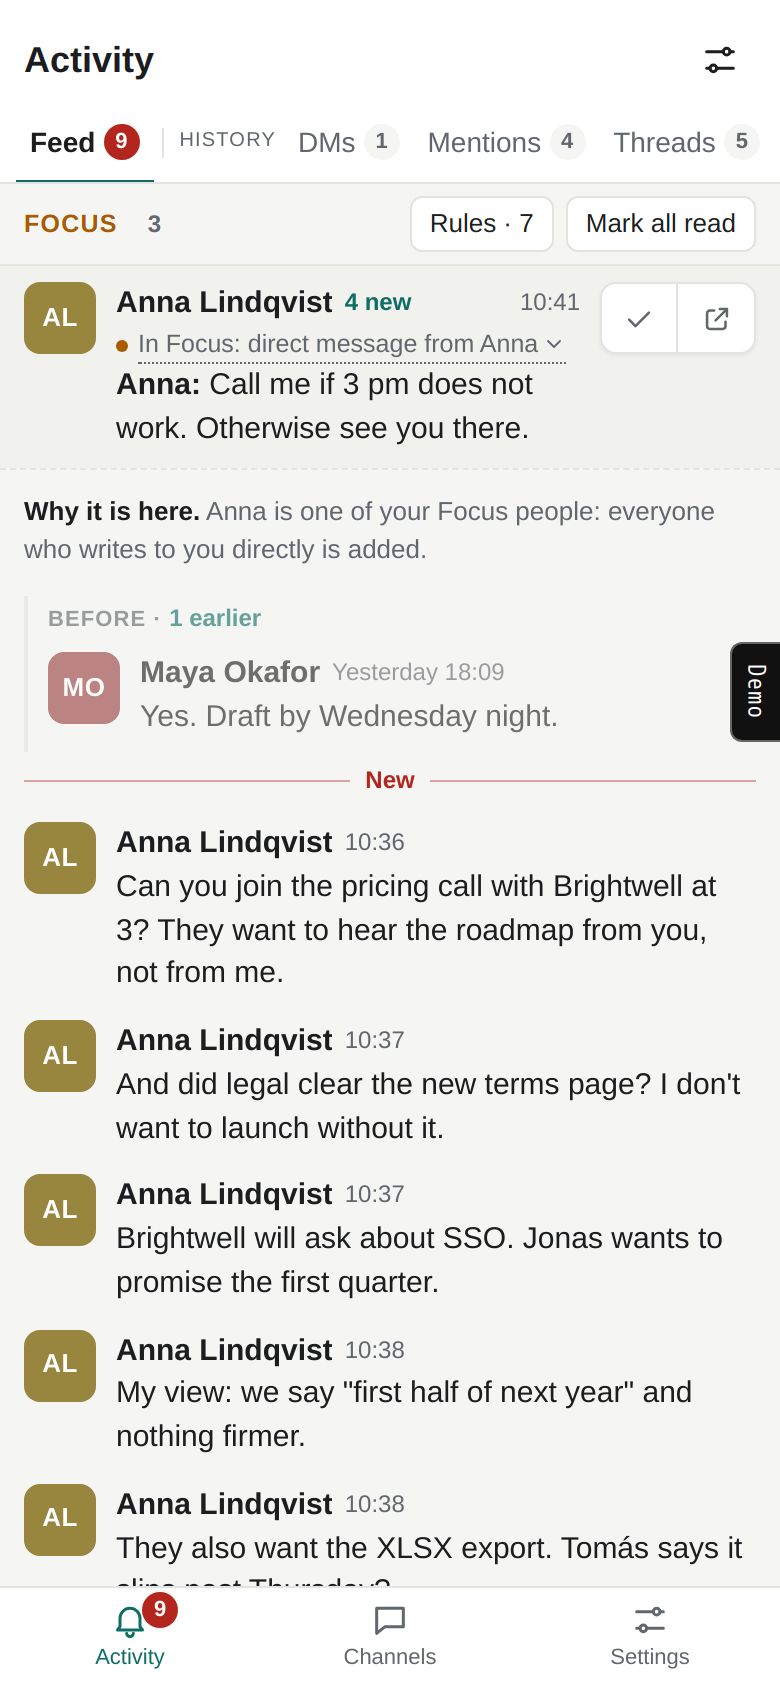 Activity
Feed 9 HISTORY DMs 1 Mentions 4 Threads 5
FOCUS 3 Rules · 7 Mark all read
AL Anna Lindqvist 4 new 10:41
In Focus: direct message from Anna
Anna: Call me if 3 pm does not
work. Otherwise see you there.
Why it is here. Anna is one of your Focus people: everyone
who writes to you directly is added.
BEFORE · 1 earlier
MO Maya Okafor Yesterday 18:09
Yes. Draft by Wednesday night.
Demo
New
AL Anna Lindqvist 10:36
Can you join the pricing call with Brightwell at
3? They want to hear the roadmap from you,
not from me.
AL Anna Lindqvist 10:37
And did legal clear the new terms page? I don't
want to launch without it.
AL Anna Lindqvist 10:37
Brightwell will ask about SSO. Jonas wants to
promise the first quarter.
AL Anna Lindqvist 10:38
My view: we say "first half of next year" and
nothing firmer.
AL Anna Lindqvist 10:38
They also want the XLSX export. Tomás says it
9
Activity Channels Settings